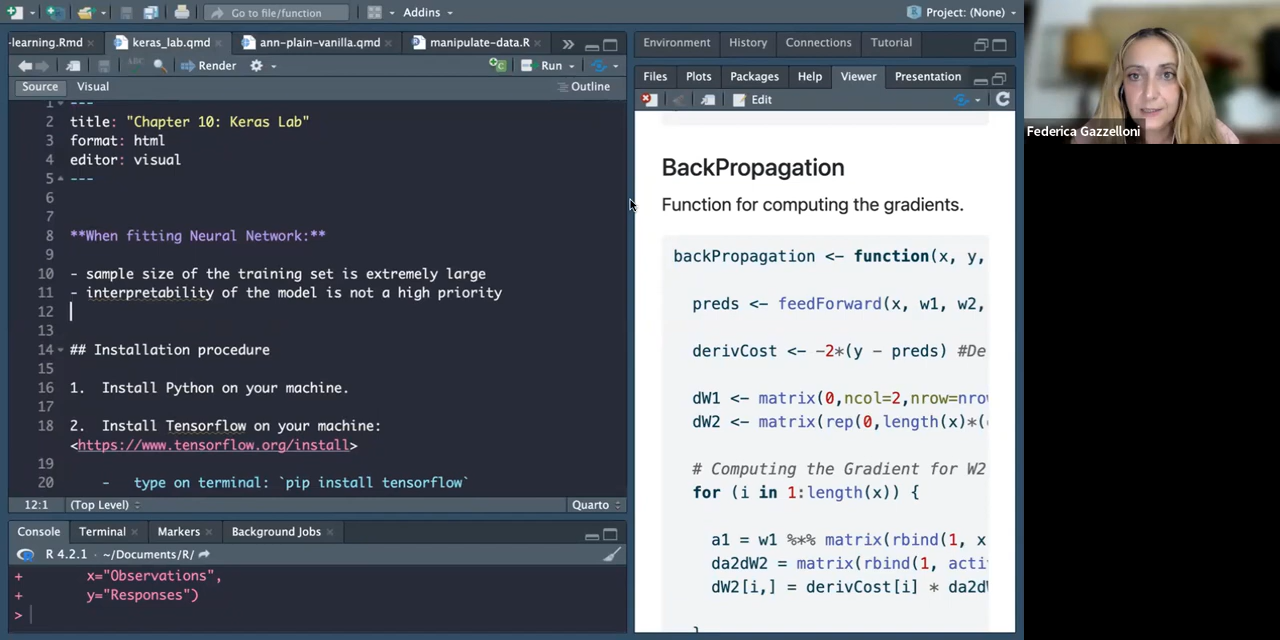 Go to file/function
Addins
Project: (None)
-learning.Rmd
keras_lab.qmd
ann-plain-vanilla.qmd
manipulate-data.R
Render
Run
Source
Visual
Outline
1 ---
2 title: "Chapter 10: Keras Lab"
3 format: html
4 editor: visual
5 ---
6
7
8 **When fitting Neural Network:**
9
10 - sample size of the training set is extremely large
11 - interpretability of the model is not a high priority
12
13
14 ## Installation procedure
15
16 1. Install Python on your machine.
17
18 2. Install Tensorflow on your machine:
<https://www.tensorflow.org/install>
19
20 - type on terminal: `pip install tensorflow`
12:1
(Top Level)
Quarto
Console
Terminal
Markers
Background Jobs
R 4.2.1 · ~/Documents/R/
+ x="Observations",
+ y="Responses")
>
Environment
History
Connections
Tutorial
Files
Plots
Packages
Help
Viewer
Presentation
Edit
BackPropagation
Function for computing the gradients.
backPropagation <- function(x, y,
preds <- feedForward(x, w1, w2,
derivCost <- -2*(y - preds) #De
dW1 <- matrix(0,ncol=2,nrow=nro
dW2 <- matrix(rep(0,length(x)*(
# Computing the Gradient for W2
for (i in 1:length(x)) {
a1 = w1 %*% matrix(rbind(1, x
da2dW2 = matrix(rbind(1, acti
dW2[i,] = derivCost[i] * da2d
Federica Gazzelloni